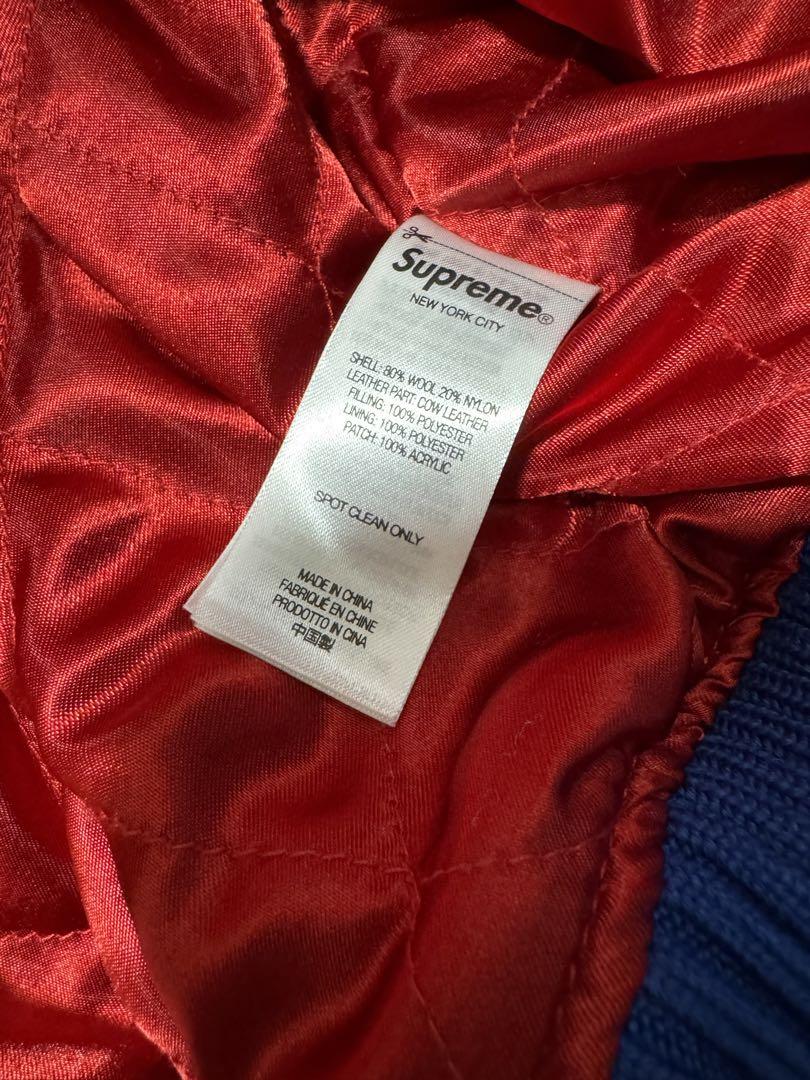 Supreme®
NEW YORK CITY
SHELL: 80% WOOL 20% NYLON
LEATHER PART: COW LEATHER
FILLING: 100% POLYESTER
LINING: 100% POLYESTER
PATCH: 100% ACRYLIC
SPOT CLEAN ONLY
MADE IN CHINA
FABRIQUÉ EN CHINE
PRODOTTO IN CINA
中国製